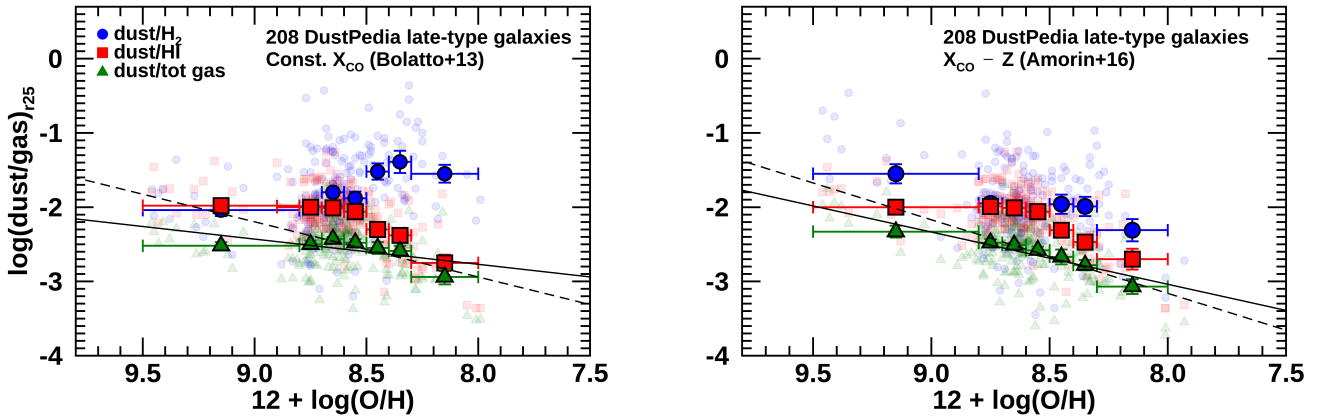 dust/H2
dust/HI
dust/tot gas
208 DustPedia late-type galaxies
Const. XCO (Bolatto+13)
log(dust/gas)r25
0
-1
-2
-3
-4
9.5 9.0 8.5 8.0 7.5
12 + log(O/H)
208 DustPedia late-type galaxies
XCO − Z (Amorin+16)
0
-1
-2
-3
-4
9.5 9.0 8.5 8.0 7.5
12 + log(O/H)